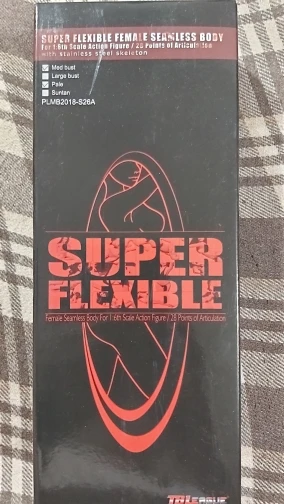 SUPER FLEXIBLE FEMALE SEAMLESS BODY
For 1:6th Scale Action Figure / 28 Points of Articulation
with stainless steel skeleton
Med bust
Large bust
Pale
Suntan
PLMB2018-S26A
SUPER
FLEXIBLE
Female Seamless Body For 1:6th Scale Action Figure / 28 Points of Articulation